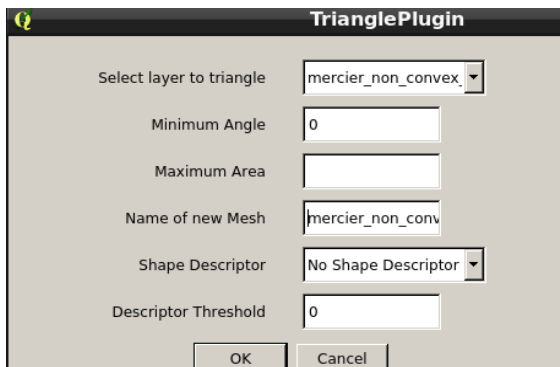 TrianglePlugin
Select layer to triangle mercier_non_convex_
Minimum Angle 0
Maximum Area
Name of new Mesh mercier_non_conv
Shape Descriptor No Shape Descriptor
Descriptor Threshold 0
OK Cancel